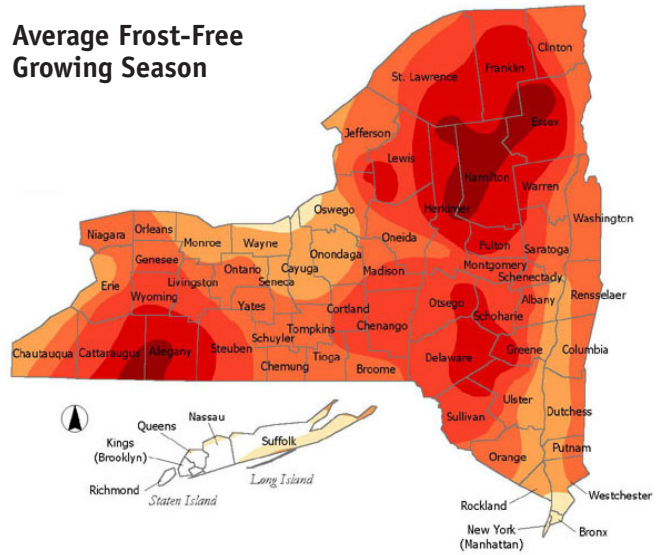 Average Frost-Free
Growing Season
Clinton
Franklin
St. Lawrence
Essex
Jefferson
Lewis
Hamilton
Warren
Herkimer
Oswego
Washington
Niagara
Orleans
Monroe
Wayne
Oneida
Fulton
Saratoga
Genesee
Onondaga
Montgomery
Ontario
Cayuga
Madison
Schenectady
Erie
Livingston
Seneca
Wyoming
Albany
Rensselaer
Yates
Cortland
Otsego
Schoharie
Chenango
Tompkins
Schuyler
Chautauqua
Cattaraugus
Allegany
Steuben
Tioga
Delaware
Greene
Columbia
Chemung
Broome
Ulster
Dutchess
Sullivan
Nassau
Queens
Kings
(Brooklyn)
Suffolk
Putnam
Orange
Richmond
Long Island
Staten Island
Westchester
Rockland
New York
(Manhattan)
Bronx